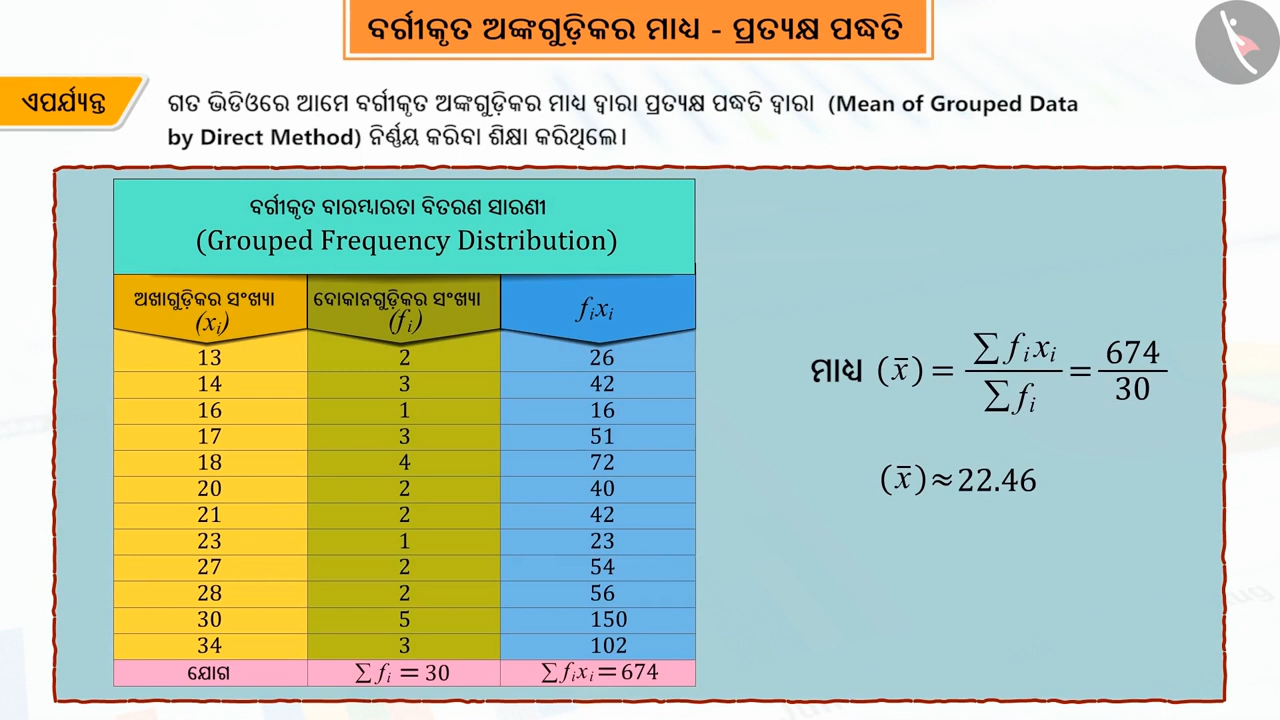 ବର୍ଗୀକୃତ ଅଙ୍କଗୁଡ଼ିକର ମାଧ୍ୟ - ପ୍ରତ୍ୟକ୍ଷ ପଦ୍ଧତି
ଏପର୍ଯ୍ୟନ୍ତ
ଗତ ଭିଡିଓରେ ଆମେ ବର୍ଗୀକୃତ ଅଙ୍କଗୁଡ଼ିକର ମାଧ୍ୟ ଦ୍ୱାରା ପ୍ରତ୍ୟକ୍ଷ ପଦ୍ଧତି ଦ୍ୱାରା (Mean of Grouped Data
by Direct Method) ନିର୍ଣ୍ଣୟ କରିବା ଶିକ୍ଷା କରିଥିଲେ।
ବର୍ଗୀକୃତ ବାରମ୍ଭାରତା ବିତରଣ ସାରଣୀ
(Grouped Frequency Distribution)
ଅଖାଗୁଡ଼ିକର ସଂଖ୍ୟା (xᵢ) ଦୋକାନଗୁଡ଼ିକର ସଂଖ୍ୟା (fᵢ) fᵢxᵢ
13 2 26
14 3 42
16 1 16
17 3 51
18 4 72
20 2 40
21 2 42
23 1 23
27 2 54
28 2 56
30 5 150
34 3 102
ଯୋଗ ∑ fᵢ = 30 ∑ fᵢxᵢ = 674
ମାଧ୍ୟ (x̄) = ∑ fᵢxᵢ / ∑ fᵢ = 674 / 30
(x̄) ≈ 22.46